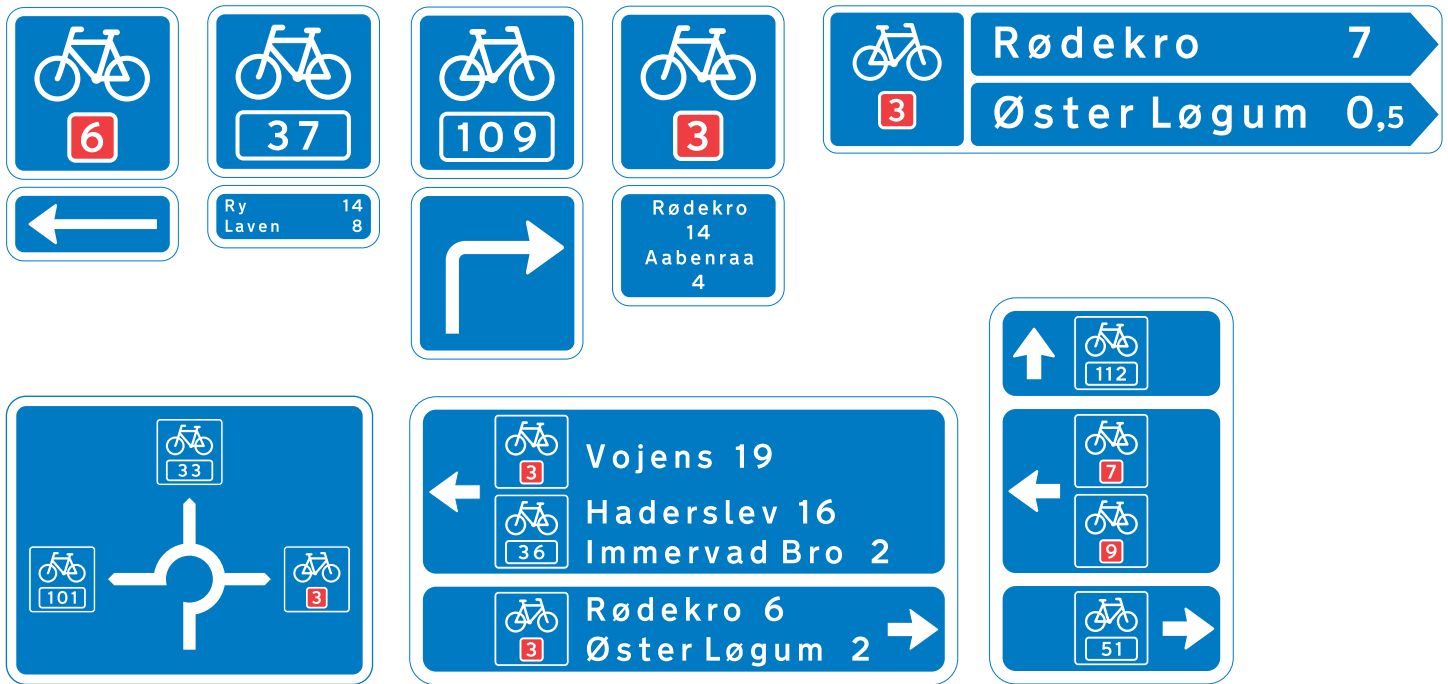 6
37
Ry 14
Laven 8
109
3
Rødekro
14
Aabenraa
4
3
Rødekro 7
Øster Løgum 0,5
33
101
3
3
Vojens 19
36
Haderslev 16
Immervad Bro 2
3
Rødekro 6
Øster Løgum 2
112
7
9
51